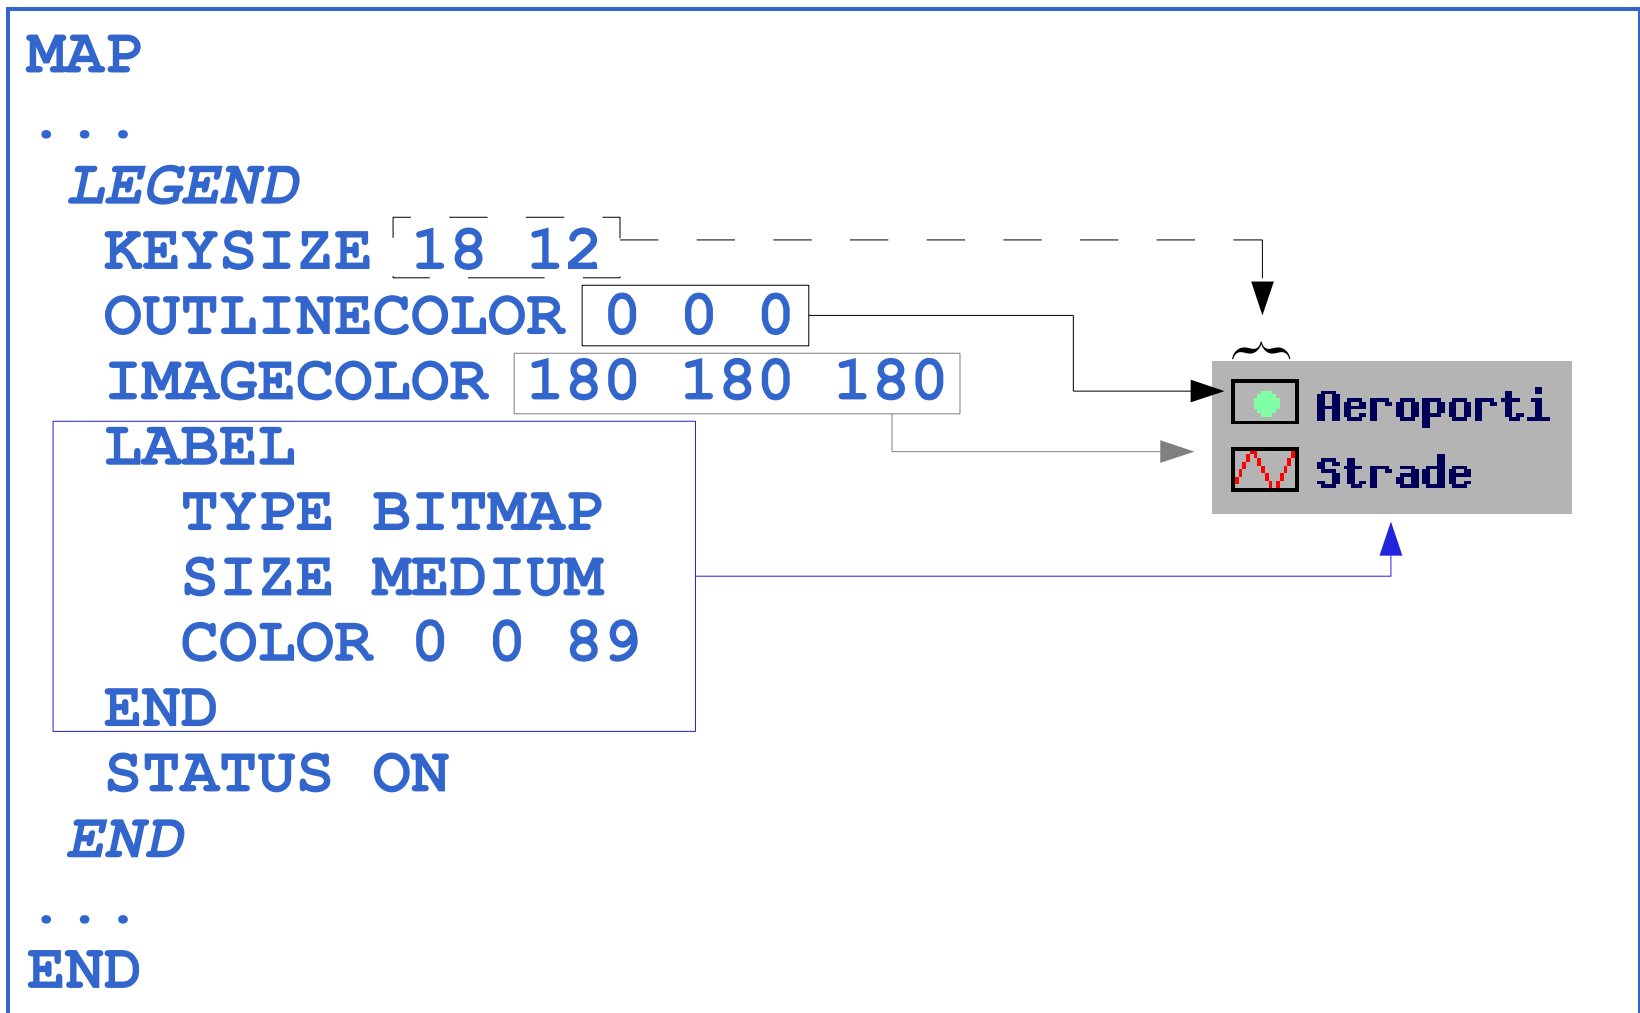 MAP
...
LEGEND
KEYSIZE 18 12
OUTLINECOLOR 0 0 0
IMAGECOLOR 180 180 180
LABEL
TYPE BITMAP
SIZE MEDIUM
COLOR 0 0 89
END
STATUS ON
END
...
END
Aeroporti
Strade